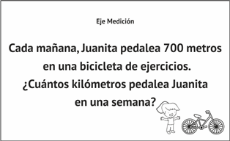 Eje Medición
Cada mañana, Juanita pedalea 700 metros
en una bicicleta de ejercicios.
¿Cuántos kilómetros pedalea Juanita
en una semana?